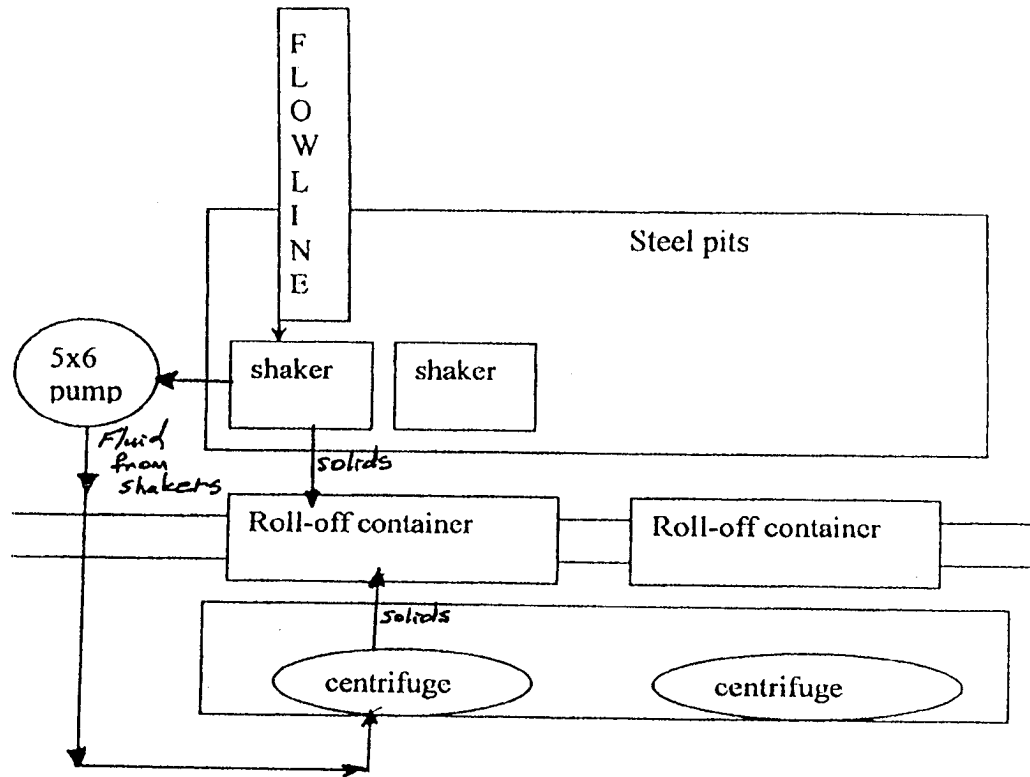 FLOWLINE
Steel pits
5x6
pump
shaker
shaker
Fluid
from
shakers
solids
Roll-off container
Roll-off container
solids
centrifuge
centrifuge